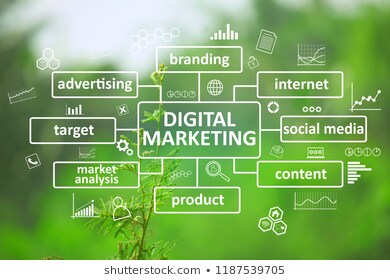 branding
advertising
internet
DIGITAL
MARKETING
target
social media
market
analysis
content
product
shutterstock.com • 1187539705